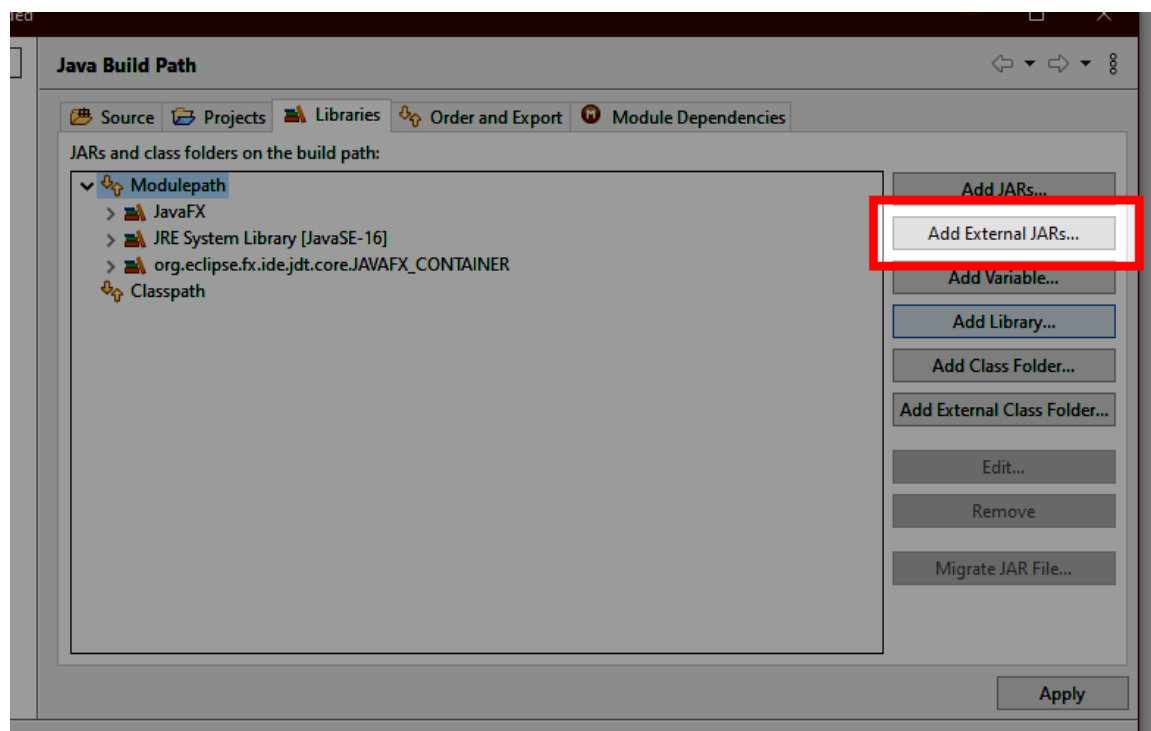 Java Build Path
Source Projects Libraries Order and Export Module Dependencies
JARs and class folders on the build path:
Modulepath
JavaFX
JRE System Library [JavaSE-16]
org.eclipse.fx.ide.jdt.core.JAVAFX_CONTAINER
Classpath
Add JARs...
Add External JARs...
Add Variable...
Add Library...
Add Class Folder...
Add External Class Folder...
Edit...
Remove
Migrate JAR File...
Apply